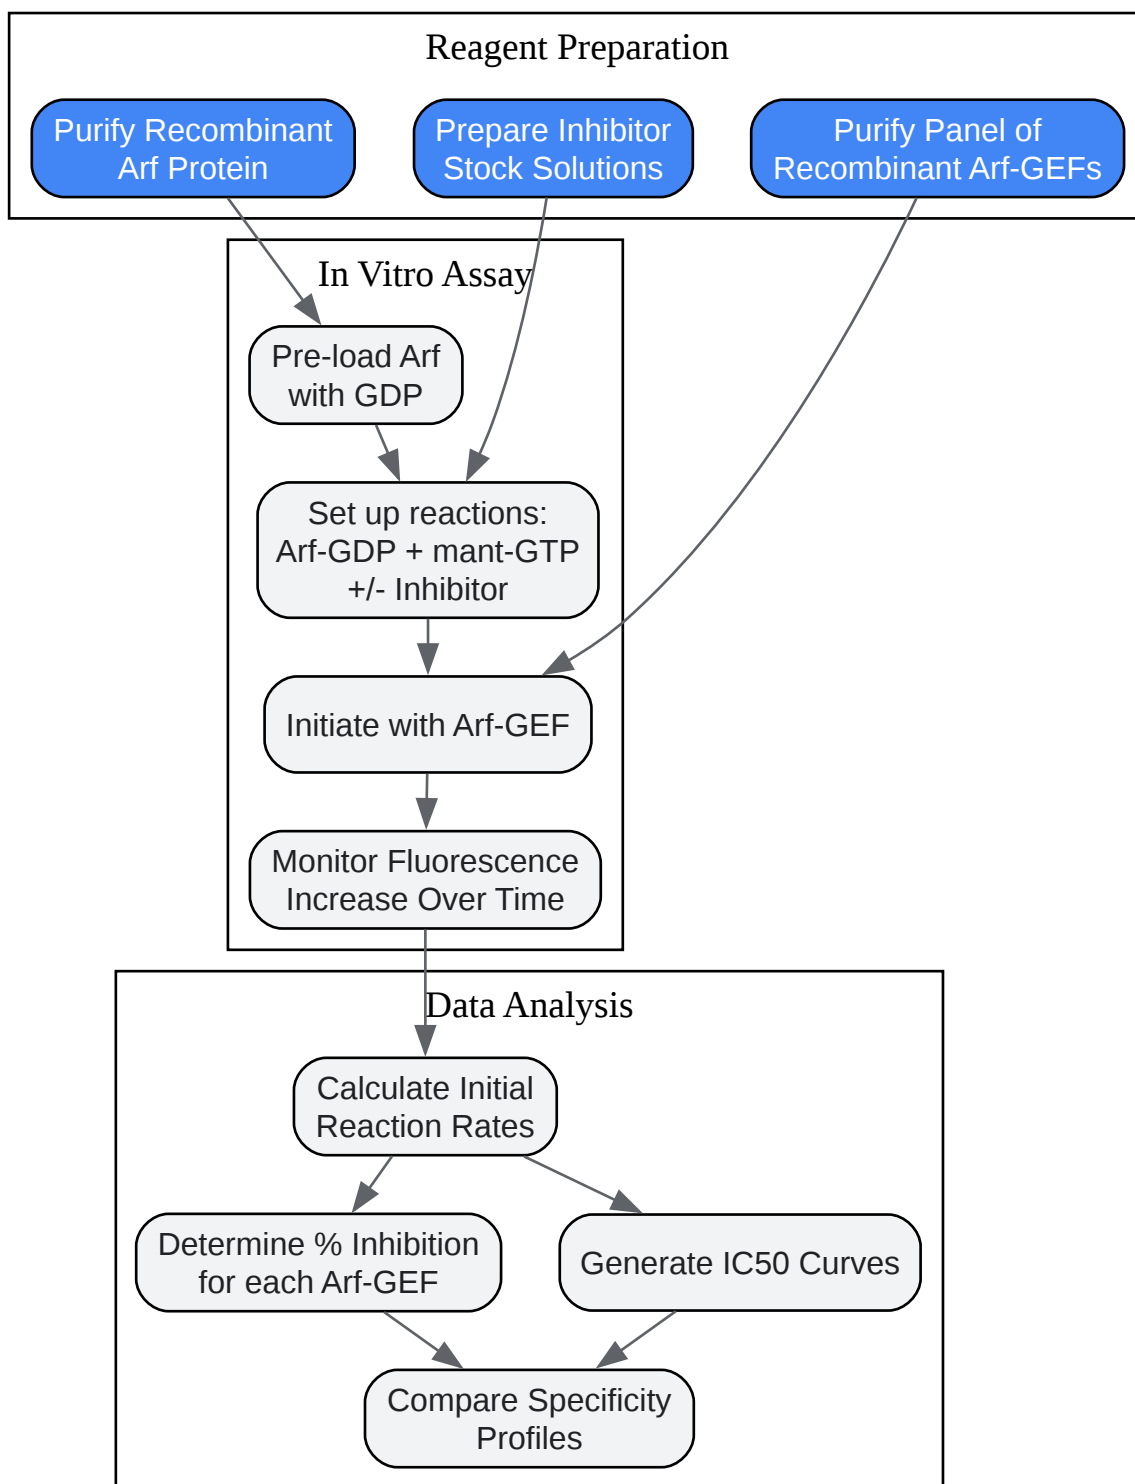 Reagent Preparation
Purify Recombinant
Arf Protein
Prepare Inhibitor
Stock Solutions
Purify Panel of
Recombinant Arf-GEFs
In Vitro Assay
Pre-load Arf
with GDP
Set up reactions:
Arf-GDP + mant-GTP
+/- Inhibitor
Initiate with Arf-GEF
Monitor Fluorescence
Increase Over Time
Data Analysis
Calculate Initial
Reaction Rates
Determine % Inhibition
for each Arf-GEF
Generate IC50 Curves
Compare Specificity
Profiles